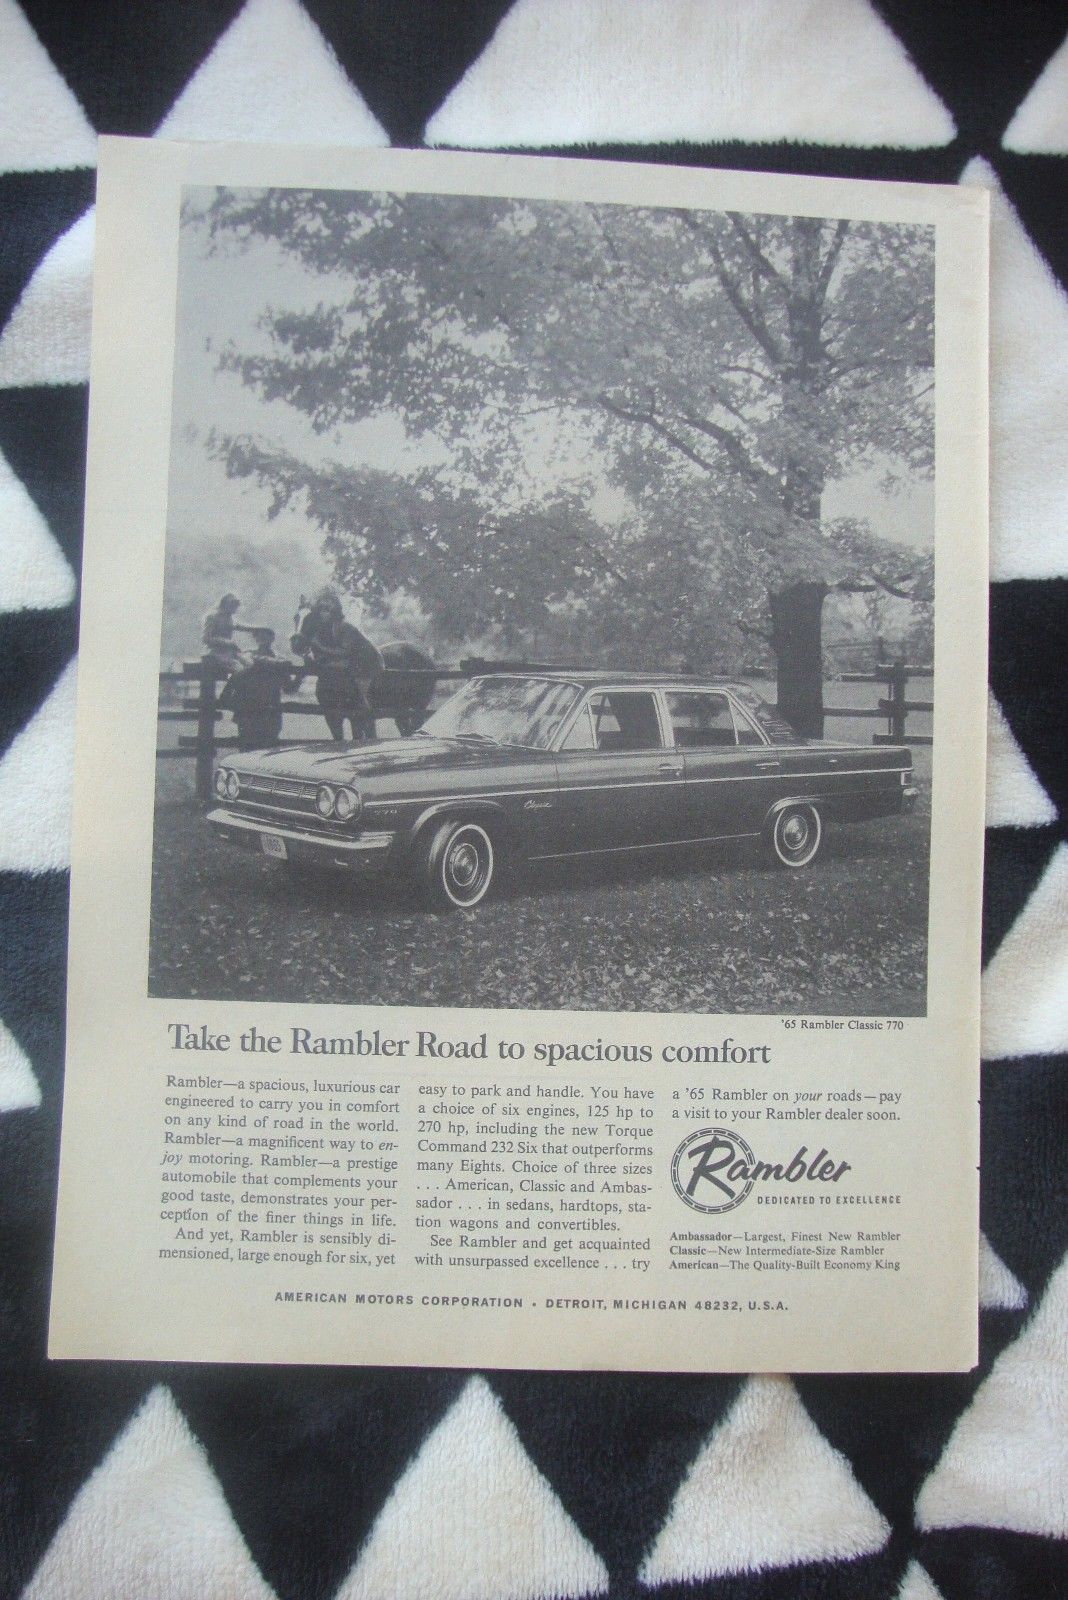 770
Classic
'65 Rambler Classic 770
Take the Rambler Road to spacious comfort
Rambler—a spacious, luxurious car
engineered to carry you in comfort
on any kind of road in the world.
Rambler—a magnificent way to en-
joy motoring. Rambler—a prestige
automobile that complements your
good taste, demonstrates your per-
ception of the finer things in life.
And yet, Rambler is sensibly di-
mensioned, large enough for six, yet
easy to park and handle. You have
a choice of six engines, 125 hp to
270 hp, including the new Torque
Command 232 Six that outperforms
many Eights. Choice of three sizes
. . . American, Classic and Ambas-
sador . . . in sedans, hardtops, sta-
tion wagons and convertibles.
See Rambler and get acquainted
with unsurpassed excellence . . . try
a '65 Rambler on your roads—pay
a visit to your Rambler dealer soon.
Rambler
DEDICATED TO EXCELLENCE
Ambassador—Largest, Finest New Rambler
Classic—New Intermediate-Size Rambler
American—The Quality-Built Economy King
AMERICAN MOTORS CORPORATION • DETROIT, MICHIGAN 48232, U.S.A.